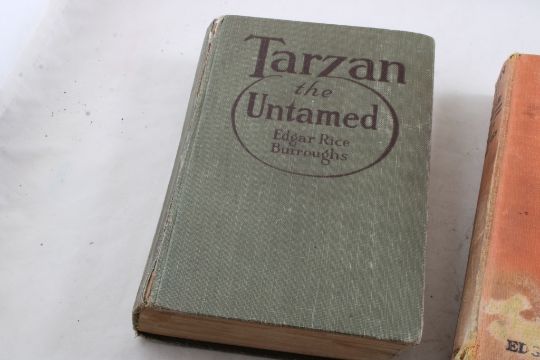 Tarzan
the
Untamed
Edgar Rice
Burroughs